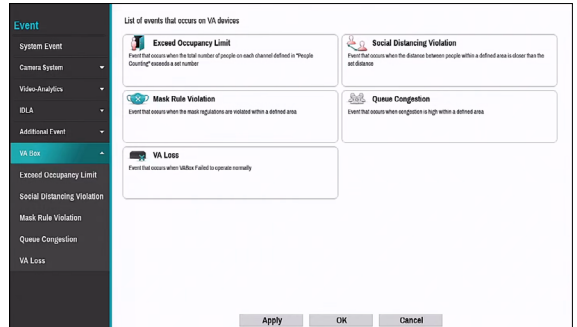 Event
System Event
Camera System
Video-Analytics
IDLA
Additional Event
VA Box
Exceed Occupancy Limit
Social Distancing Violation
Mask Rule Violation
Queue Congestion
VA Loss
List of events that occurs on VA devices
Exceed Occupancy Limit
Event that occurs when the total number of people on each channel defined in "People
Counting" exceeds a set number
Social Distancing Violation
Event that occurs when the distance between people within a defined area is closer than the
set distance
Mask Rule Violation
Event that occurs when the mask regulations are violated within a defined area
Queue Congestion
Event that occurs when congestion is high within a defined area
VA Loss
Event that occurs when VABox Failed to operate normally
Apply
OK
Cancel